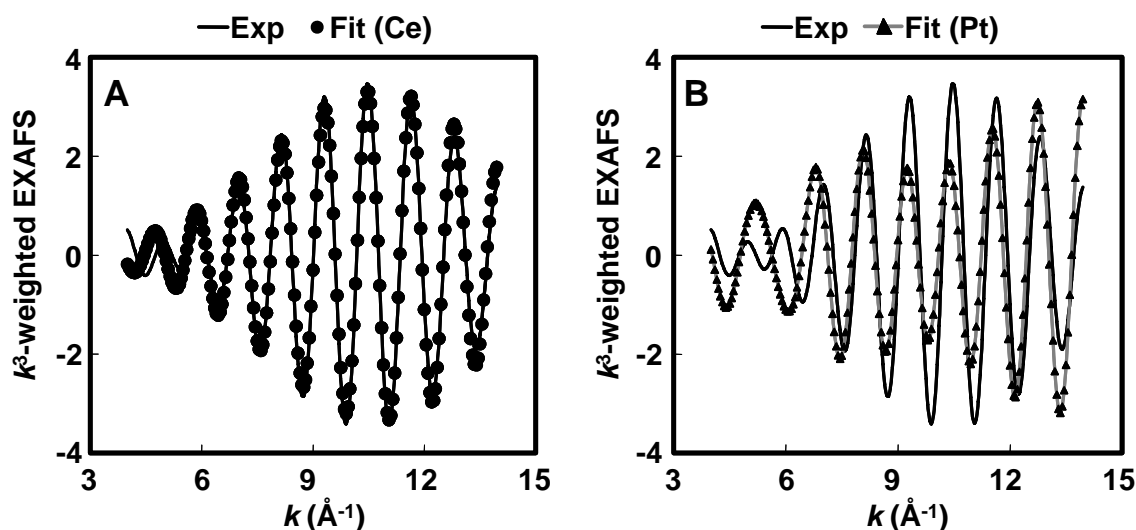 Exp Fit (Ce)
A
k³-weighted EXAFS
4
2
0
-2
-4
3 6 9 12 15
k (Å⁻¹)
Exp Fit (Pt)
B
k³-weighted EXAFS
4
2
0
-2
-4
3 6 9 12 15
k (Å⁻¹)